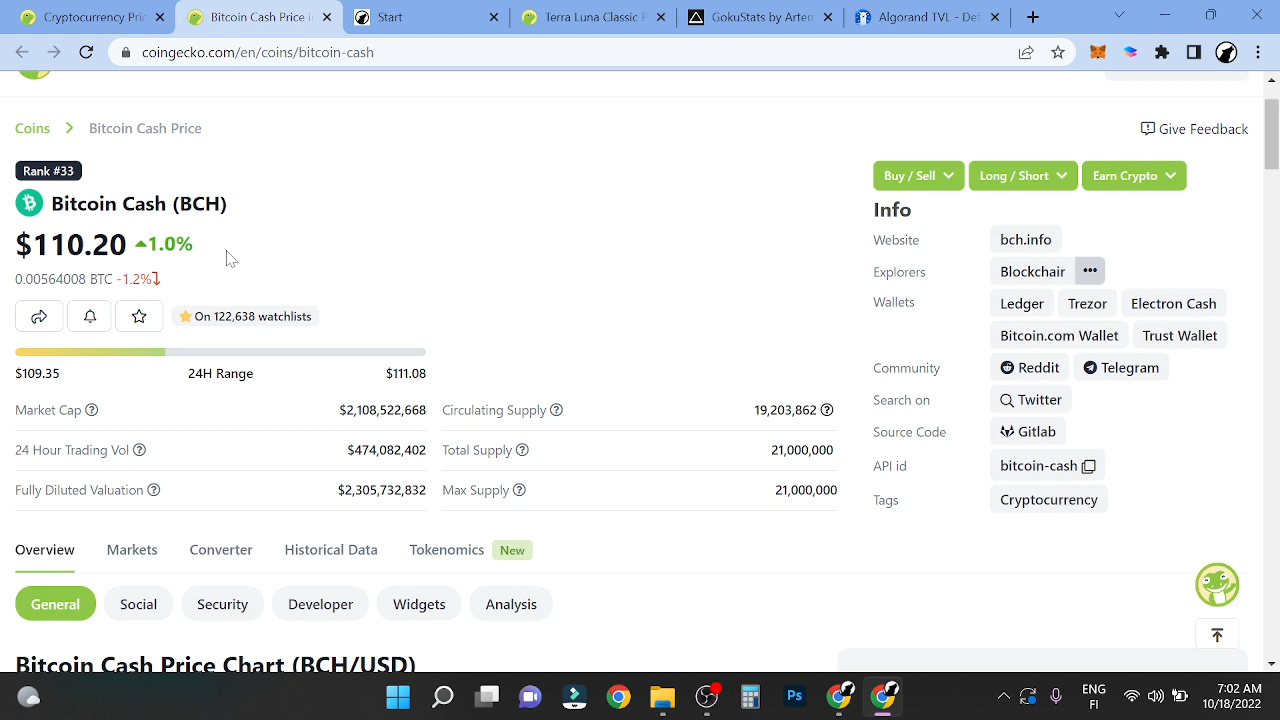 Cryptocurrency Pric
Bitcoin Cash Price in
Start
Terra Luna Classic P
GokuStats by Artem
Algorand TVL - Def
coingecko.com/en/coins/bitcoin-cash
Coins
Bitcoin Cash Price
Give Feedback
Rank #33
Bitcoin Cash (BCH)
$110.20 1.0%
0.00564008 BTC -1.2%
On 122,638 watchlists
$109.35 24H Range $111.08
Market Cap $2,108,522,668
24 Hour Trading Vol $474,082,402
Fully Diluted Valuation $2,305,732,832
Circulating Supply 19,203,862
Total Supply 21,000,000
Max Supply 21,000,000
Buy / Sell Long / Short Earn Crypto
Info
Website bch.info
Explorers Blockchair •••
Wallets Ledger Trezor Electron Cash
Bitcoin.com Wallet Trust Wallet
Community Reddit Telegram
Search on Twitter
Source Code Gitlab
API id bitcoin-cash
Tags Cryptocurrency
Overview Markets Converter Historical Data Tokenomics New
General Social Security Developer Widgets Analysis
Bitcoin Cash Price Chart (BCH/USD)
Ps
ENG
FI
7:02 AM
10/18/2022